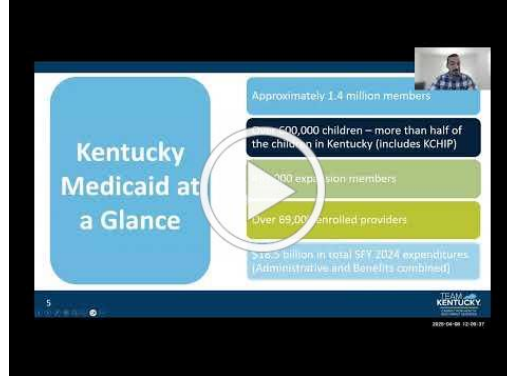 Kentucky
Medicaid at
a Glance
Approximately 1.4 million members
600,000 children – more than half of
the children in Kentucky (includes KCHIP)
expansion members
Over 69,000 enrolled providers
billion in total SFY 2024 expenditures
(Administrative and Benefits combined)
5
TEAM
KENTUCKY